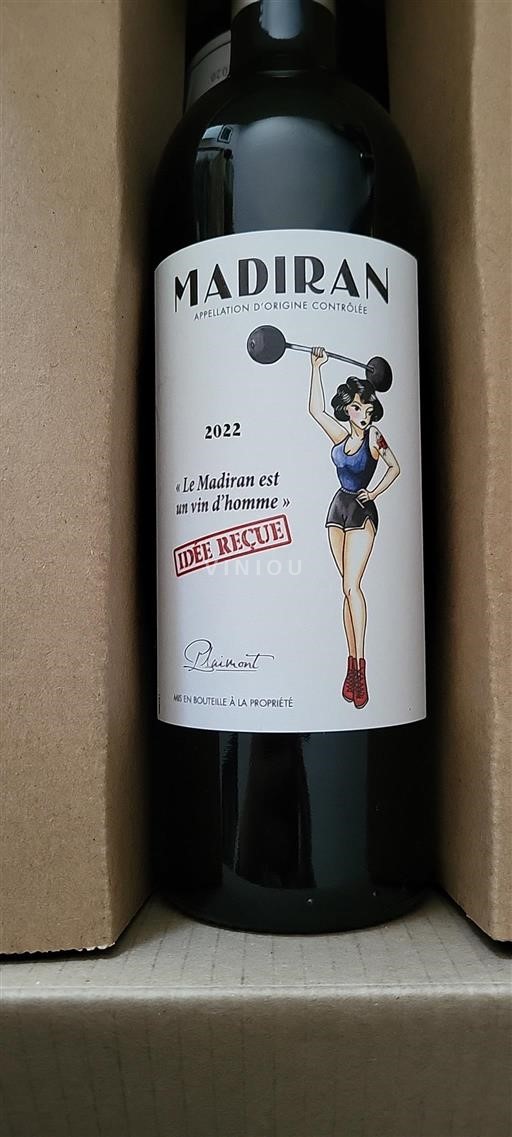 MADIRAN
APPELLATION D'ORIGINE CONTRÔLÉE
2022
« Le Madiran est
un vin d'homme »
IDÉE REÇUE
VINIOU
Plaimont
MIS EN BOUTEILLE À LA PROPRIÉTÉ